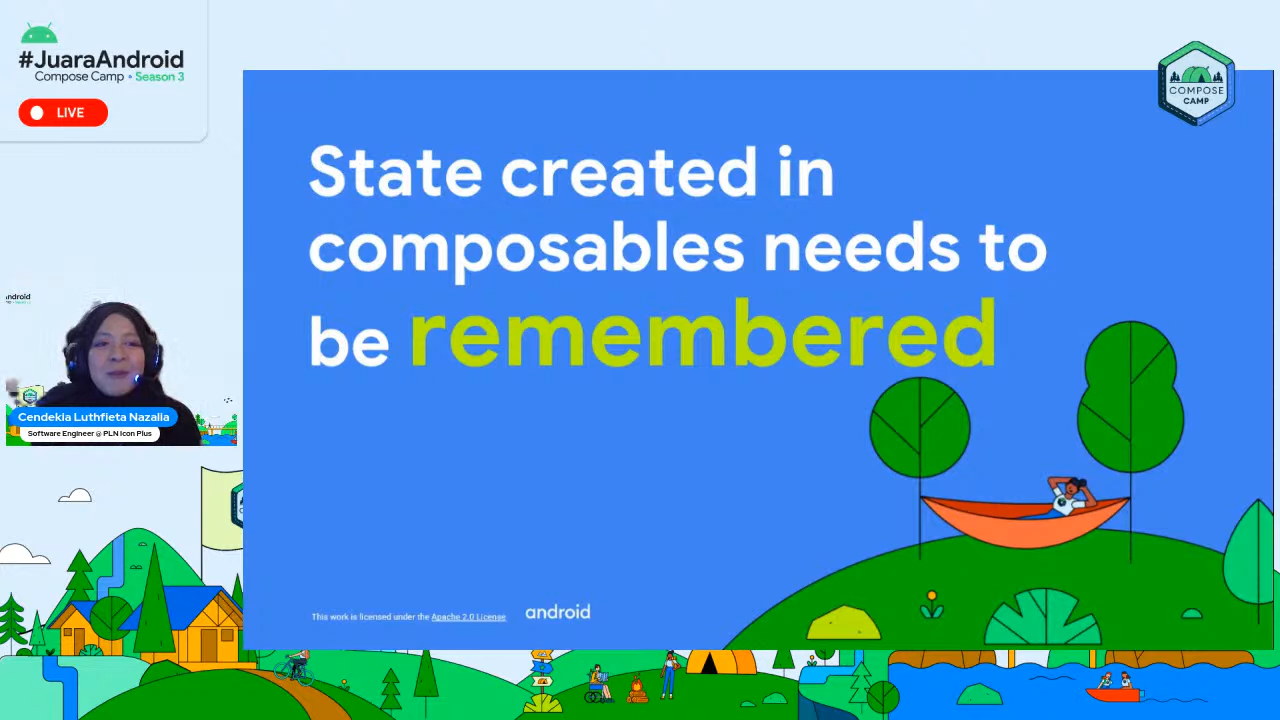 #JuaraAndroid
Compose Camp • Season 3
LIVE
COMPOSE
CAMP
State created in
composables needs to
be remembered
ndroid
Cendekia Luthfieta Nazalia
Software Engineer @ PLN Icon Plus
This work is licensed under the Apache 2.0 License
android